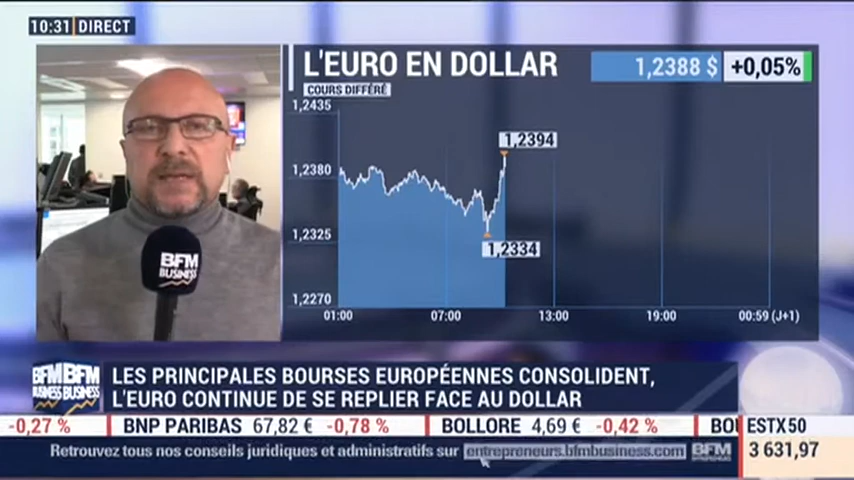 10:31 DIRECT
L'EURO EN DOLLAR
1,2388 $ +0,05%
COURS DIFFÉRÉ
1,2435
1,2380
1,2325
1,2270
1,2394
1,2334
01:00 07:00 13:00 19:00 00:59 (J+1)
BFM
BUSINESS
BFM BFM
BUSINESS BUSINESS
LES PRINCIPALES BOURSES EUROPÉENNES CONSOLIDENT,
L'EURO CONTINUE DE SE REPLIER FACE AU DOLLAR
-0,27 % BNP PARIBAS 67,82 € -0,78 % BOLLORE 4,69 € -0,42 % BO
ESTX50
3 631,97
Retrouvez tous nos conseils juridiques et administratifs sur entrepreneurs.bfmbusiness.com BFM